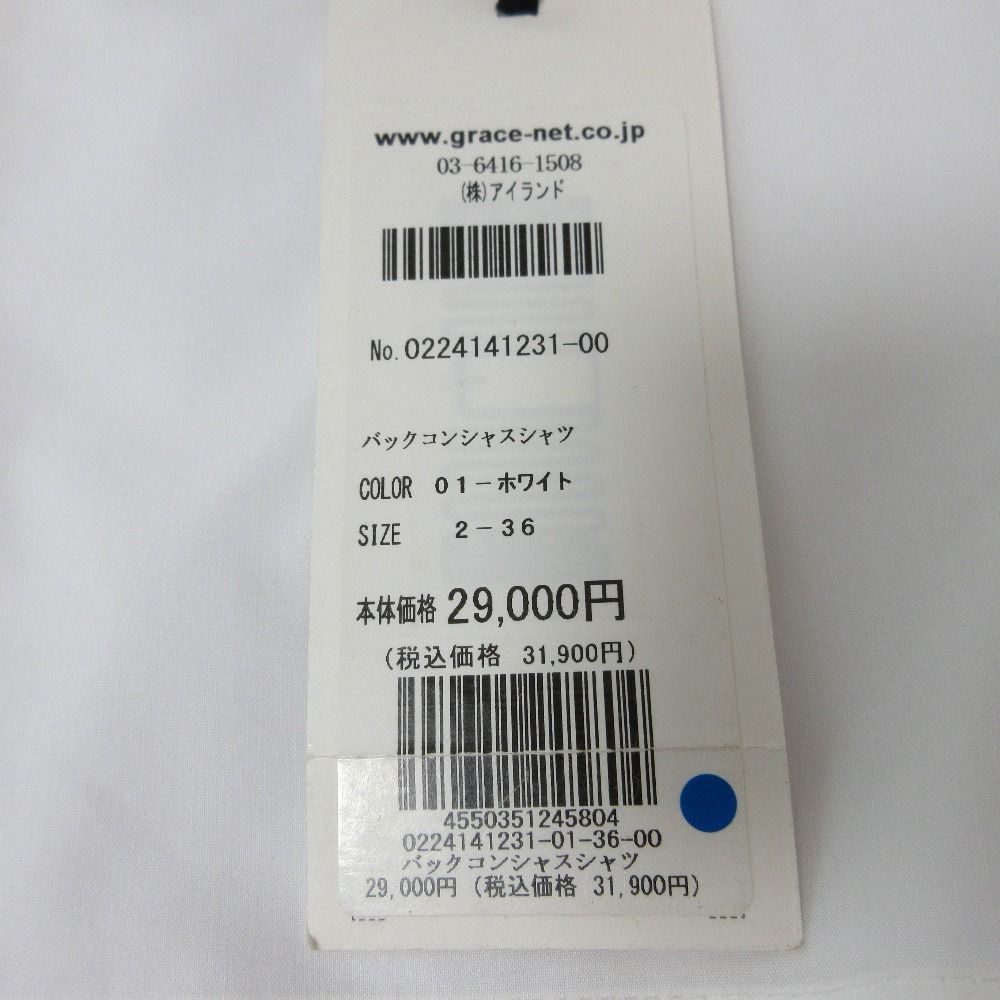 www.grace-net.co.jp
03-6416-1508
(株)アイランド
No.0224141231-00
バックコンシャスシャツ
COLOR 01-ホワイト
SIZE 2-36
本体価格 29,000円
(税込価格 31,900円)
4550351245804
0224141231-01-36-00
バックコンシャスシャツ
29,000円 (税込価格 31,900円)